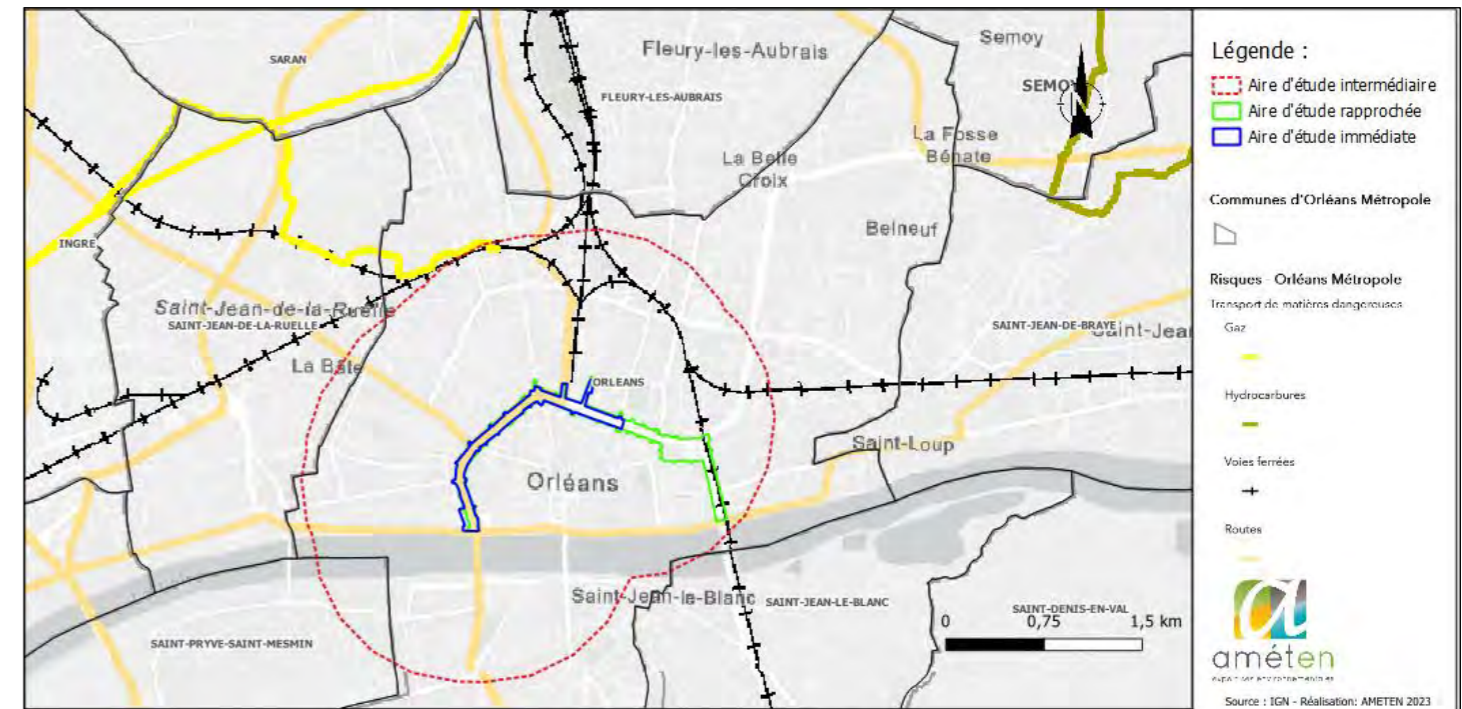 Semoy
Fleury-les-Aubrais
SARAN
SEMOY
FLEURY-LES-AUBRAIS
N
La Fosse
Bénate
La Belle
Croix
Belneuf
INGRE
Saint-Jean-de-la-Ruelle
SAINT-JEAN-DE-LA-RUELLE
SAINT-JEAN-DE-BRAYE
Saint-Jean
La Bâte
ORLEANS
Saint-Loup
Orléans
Saint-Jean-le-Blanc
SAINT-JEAN-LE-BLANC
SAINT-DENIS-EN-VAL
0 0,75 1,5 km
SAINT-PRYVE-SAINT-MESMIN
Légende :
Aire d'étude intermédiaire
Aire d'étude rapprochée
Aire d'étude immédiate
Communes d'Orléans Métropole
Risques - Orléans Métropole
Transport de matières dangereuses
Gaz
Hydrocarbures
Voies ferrées
Routes
améten
expertises environnementales
Source : IGN - Réalisation: AMETEN 2023